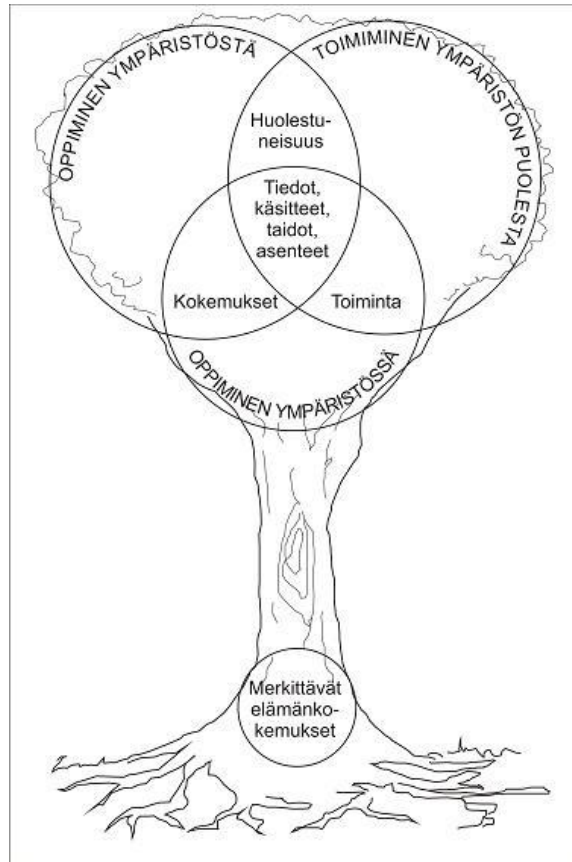 OPPIMINEN YMPÄRISTÖSTÄ
TOIMIMINEN YMPÄRISTÖN PUOLESTA
Huolestu-
neisuus
Tiedot,
käsitteet,
taidot,
asenteet
Kokemukset
Toiminta
OPPIMINEN YMPÄRISTÖSSÄ
Merkittävät
elämänko-
kemukset